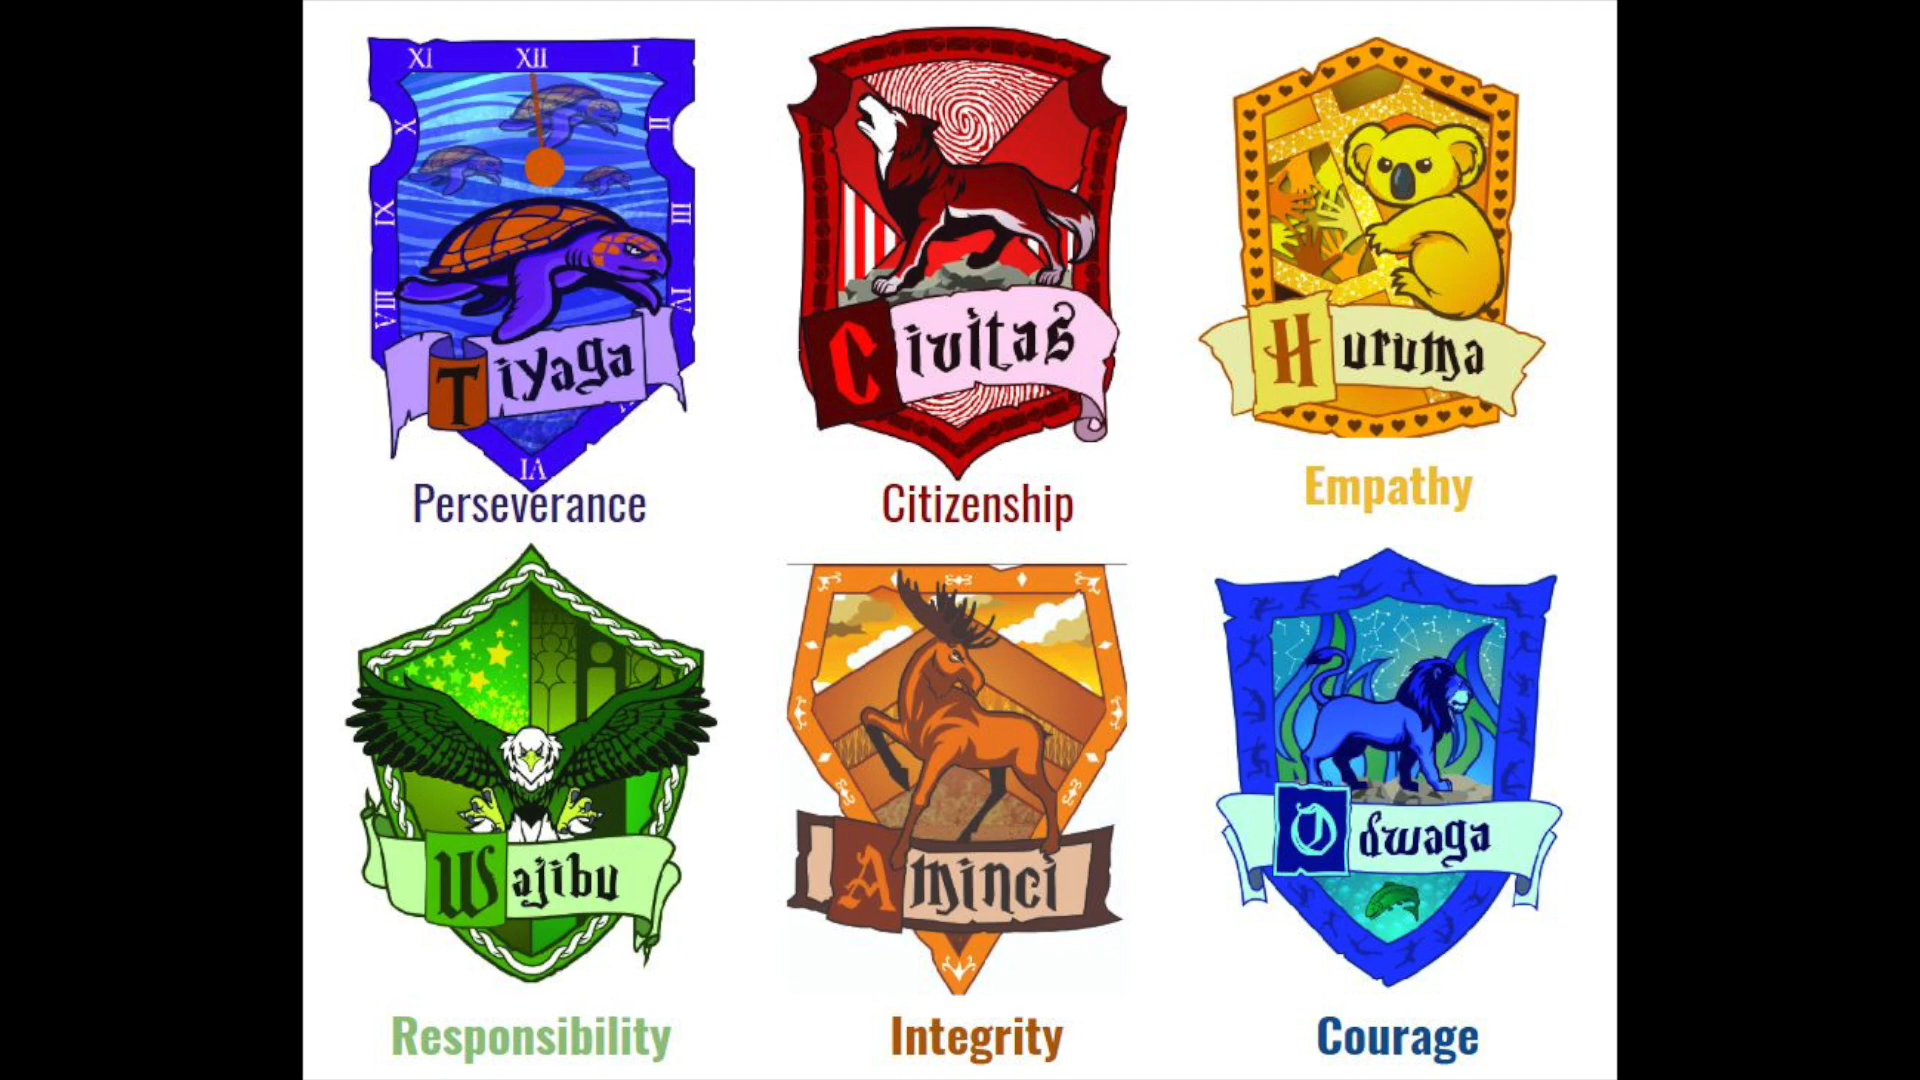 XI XII I
X II
IX III
VIII IV
Tiyaga
VI
Perseverance
Civitas
Citizenship
Huruma
Empathy
Wajibu
Responsibility
Aminci
Integrity
Odwaga
Courage